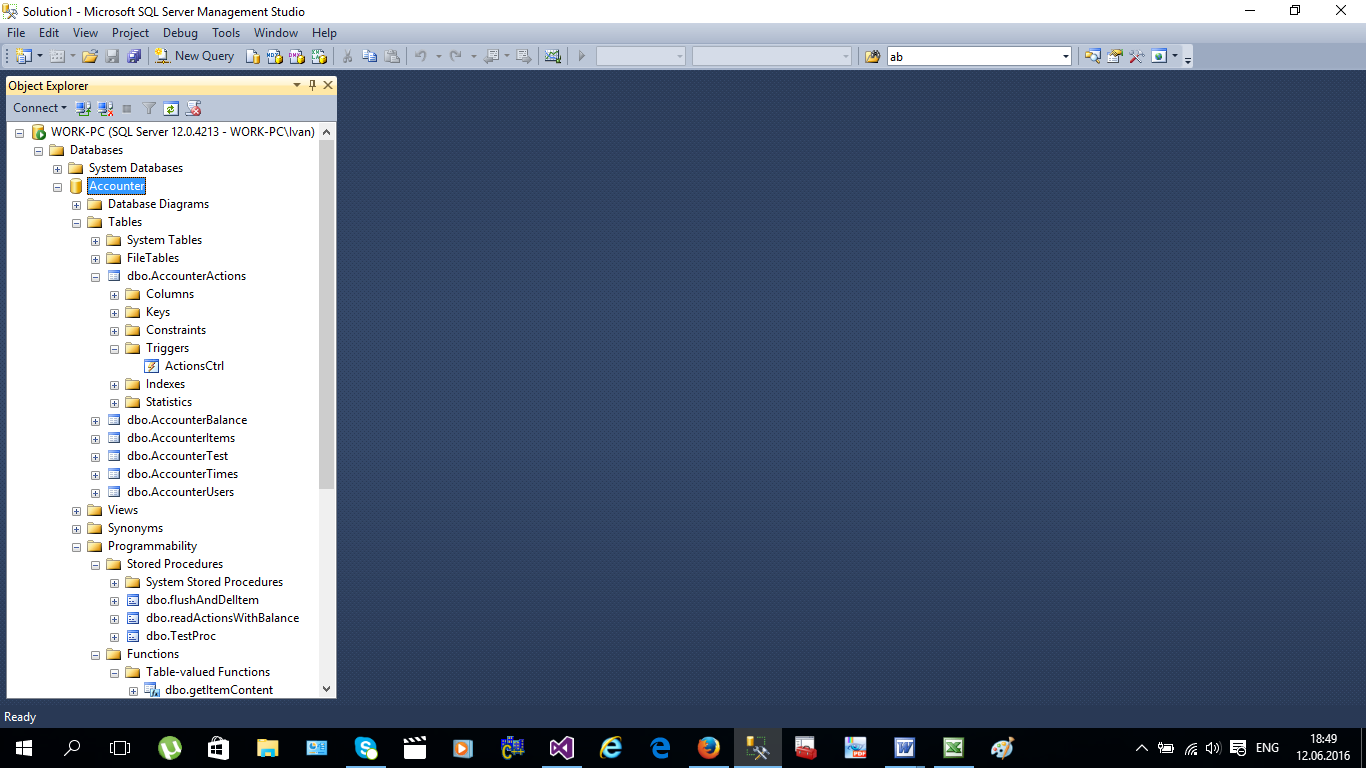 Solution1 - Microsoft SQL Server Management Studio
File Edit View Project Debug Tools Window Help
New Query
ab
Object Explorer
Connect
WORK-PC (SQL Server 12.0.4213 - WORK-PC\Ivan)
Databases
System Databases
Accounter
Database Diagrams
Tables
System Tables
FileTables
dbo.AccounterActions
Columns
Keys
Constraints
Triggers
ActionsCtrl
Indexes
Statistics
dbo.AccounterBalance
dbo.AccounterItems
dbo.AccounterTest
dbo.AccounterTimes
dbo.AccounterUsers
Views
Synonyms
Programmability
Stored Procedures
System Stored Procedures
dbo.flushAndDelItem
dbo.readActionsWithBalance
dbo.TestProc
Functions
Table-valued Functions
dbo.getItemContent
Ready
ENG
18:49
12.06.2016